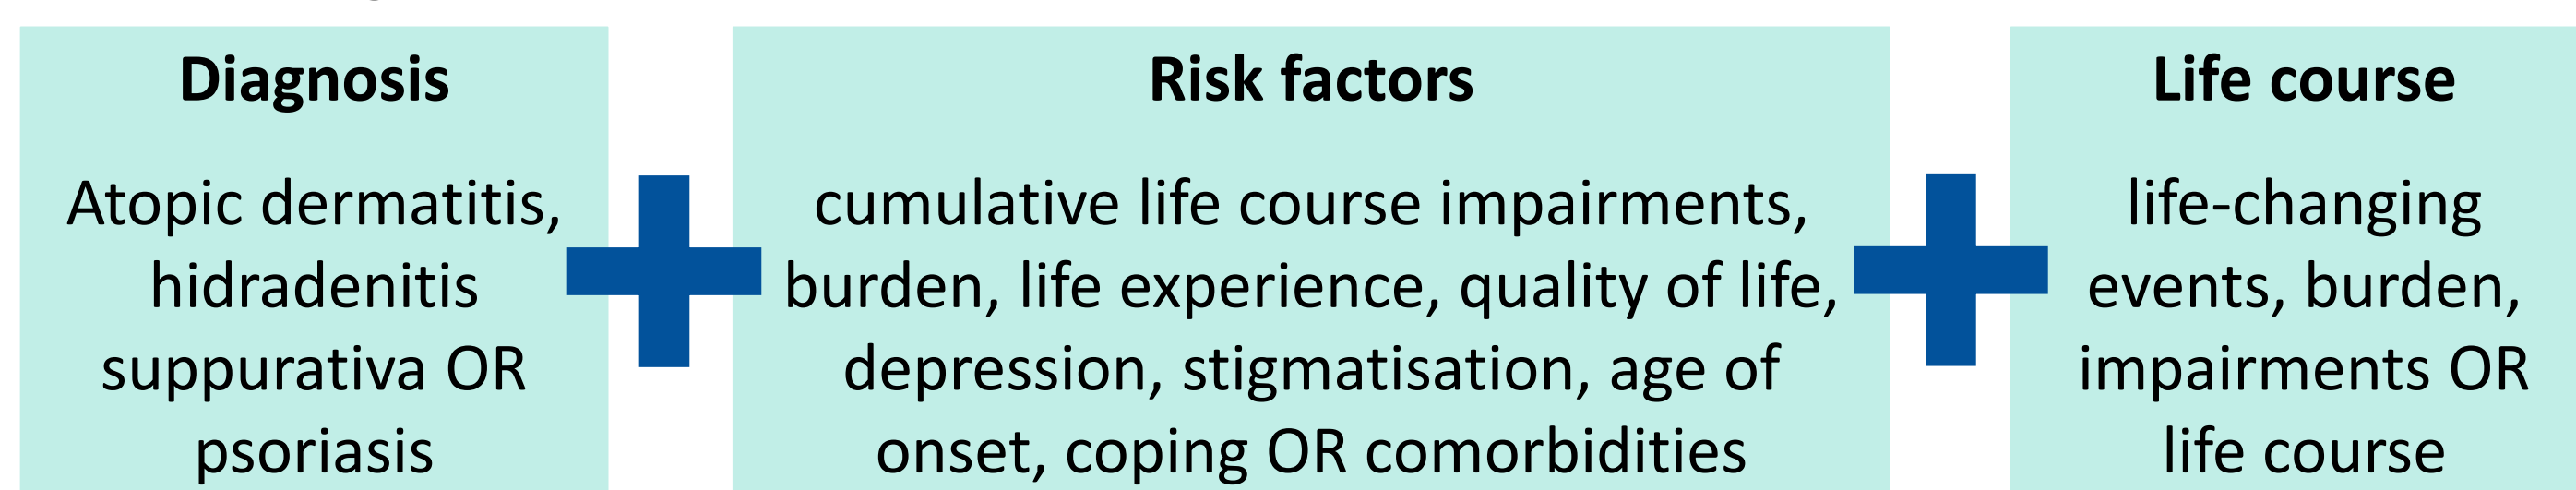 Diagnosis
Atopic dermatitis,
hidradenitis
suppurativa OR
psoriasis
Risk factors
cumulative life course impairments,
burden, life experience, quality of life,
depression, stigmatisation, age of
onset, coping OR comorbidities
Life course
life-changing
events, burden,
impairments OR
life course